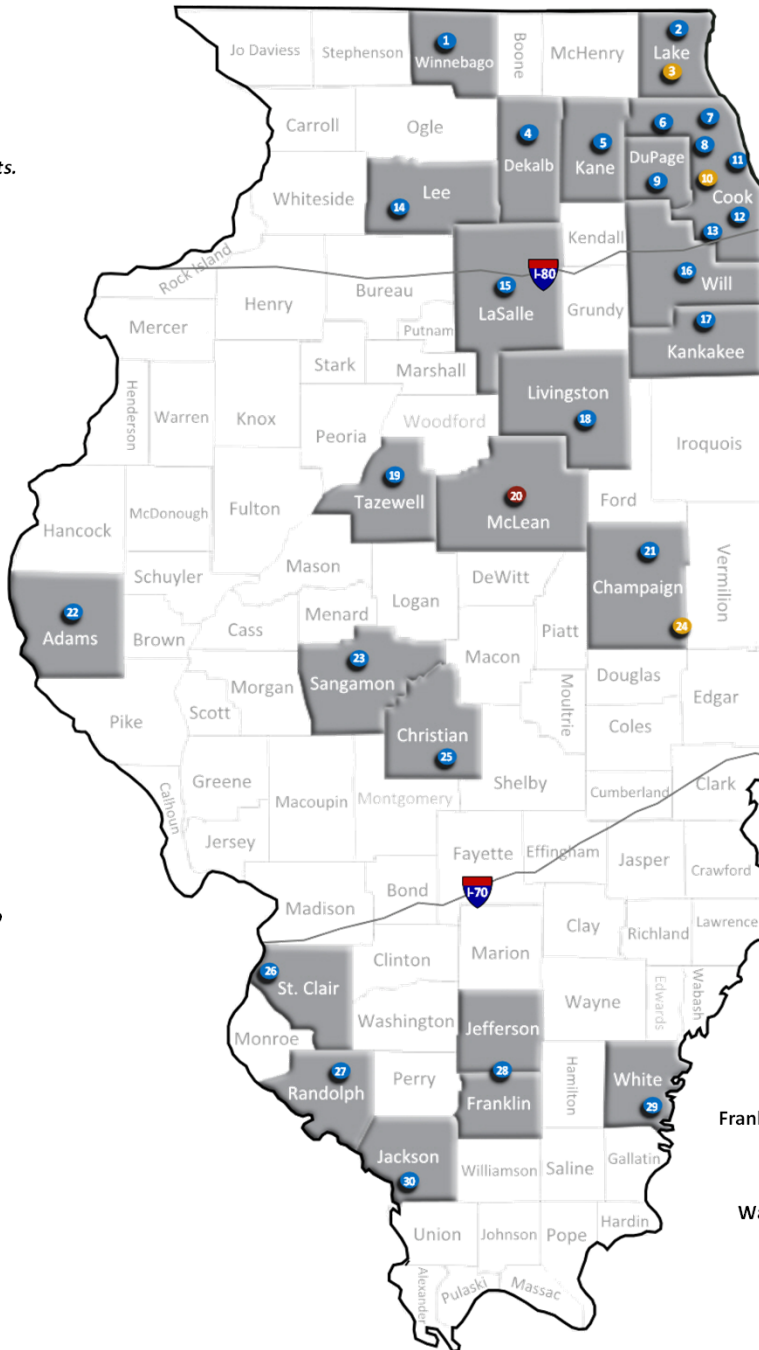 1
2
Jo Daviess
Stephenson
Winnebago
Boone
McHenry
Lake
3
Carroll
Ogle
4
Dekalb
5
Kane
6
7
8
DuPage
9
10
11
Cook
12
13
ts.
Whiteside
Lee
14
Kendall
Rock Island
I-80
Bureau
15
LaSalle
16
Will
Henry
Mercer
Putnam
Grundy
17
Kankakee
Stark
Marshall
Henderson
Warren
Knox
Peoria
Woodford
Livingston
18
Iroquois
19
Tazewell
20
McLean
Ford
Hancock
McDonough
Fulton
21
Champaign
Vermilion
Schuyler
Mason
Logan
DeWitt
22
Adams
Brown
Cass
Menard
Piatt
24
23
Sangamon
Macon
Moultrie
Douglas
Edgar
Pike
Scott
Morgan
Christian
25
Coles
Shelby
Cumberland
Clark
Calhoun
Greene
Macoupin
Montgomery
Jersey
Fayette
Effingham
Jasper
Crawford
I-70
Bond
Madison
Clay
Richland
Lawrence
26
St. Clair
Clinton
Marion
Wayne
Edwards
Wabash
Monroe
Washington
Jefferson
27
Randolph
Perry
28
Franklin
Hamilton
White
29
Frank
Jackson
30
Williamson
Saline
Gallatin
Wa
Union
Johnson
Pope
Hardin
Alexander
Pulaski
Massac